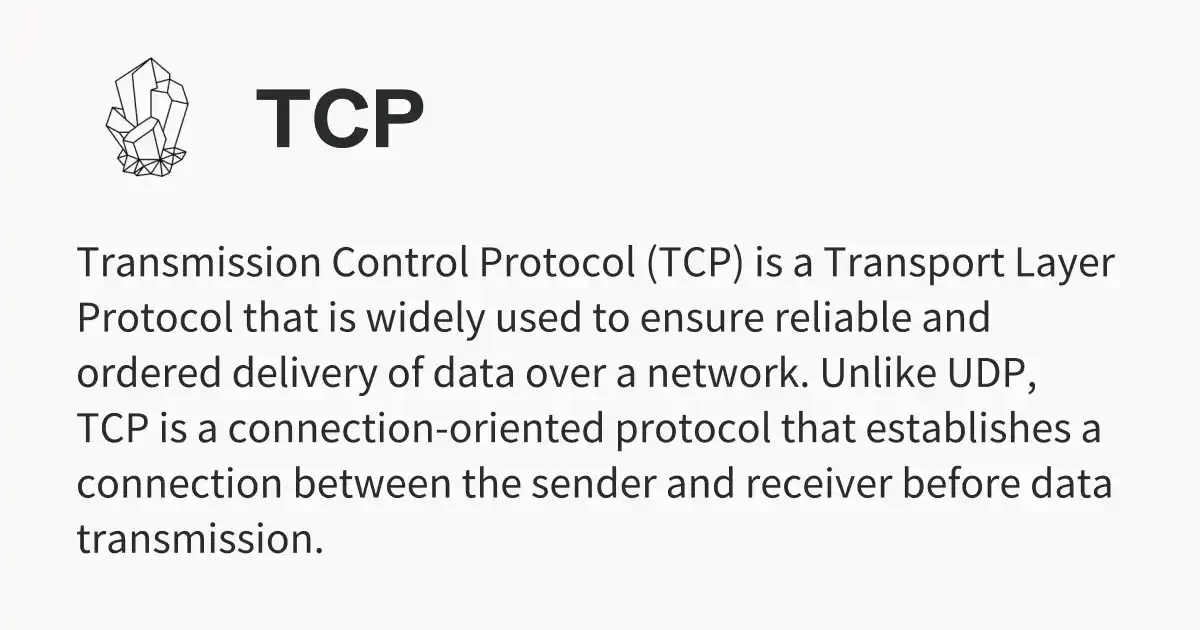 TCP
Transmission Control Protocol (TCP) is a Transport Layer
Protocol that is widely used to ensure reliable and
ordered delivery of data over a network. Unlike UDP,
TCP is a connection-oriented protocol that establishes a
connection between the sender and receiver before data
transmission.